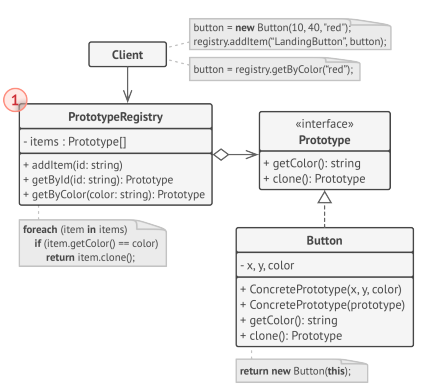 button = new Button(10, 40, "red");
registry.addItem("LandingButton", button);
Client
button = registry.getByColor("red");
1
PrototypeRegistry
- items : Prototype[]
+ addItem(id: string)
+ getById(id: string): Prototype
+ getByColor(color: string): Prototype
«interface»
Prototype
+ getColor(): string
+ clone(): Prototype
foreach (item in items)
if (item.getColor() == color)
return item.clone();
Button
- x, y, color
+ ConcretePrototype(x, y, color)
+ ConcretePrototype(prototype)
+ getColor(): string
+ clone(): Prototype
return new Button(this);